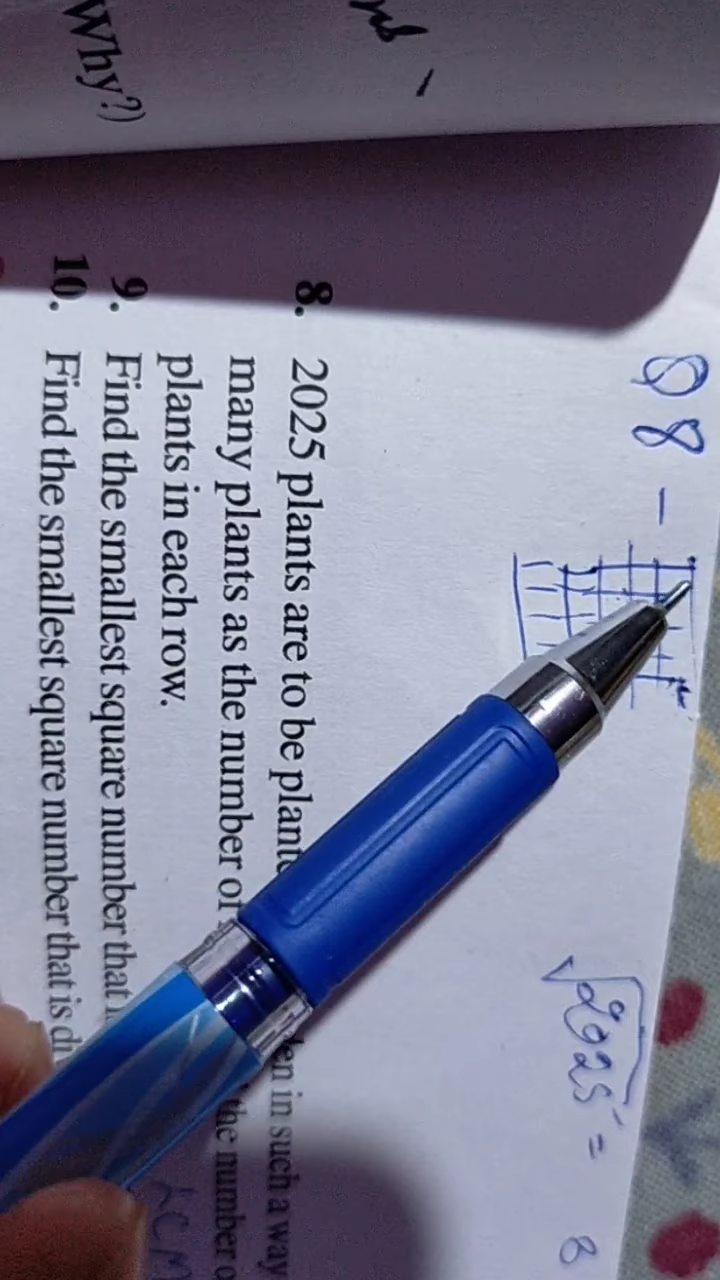 Why?)
Q8 -
√2025 =
8
8. 2025 plants are to be plant en in such a way
many plants as the number of the number o
plants in each row.
9. Find the smallest square number that
10. Find the smallest square number that is di
LCM